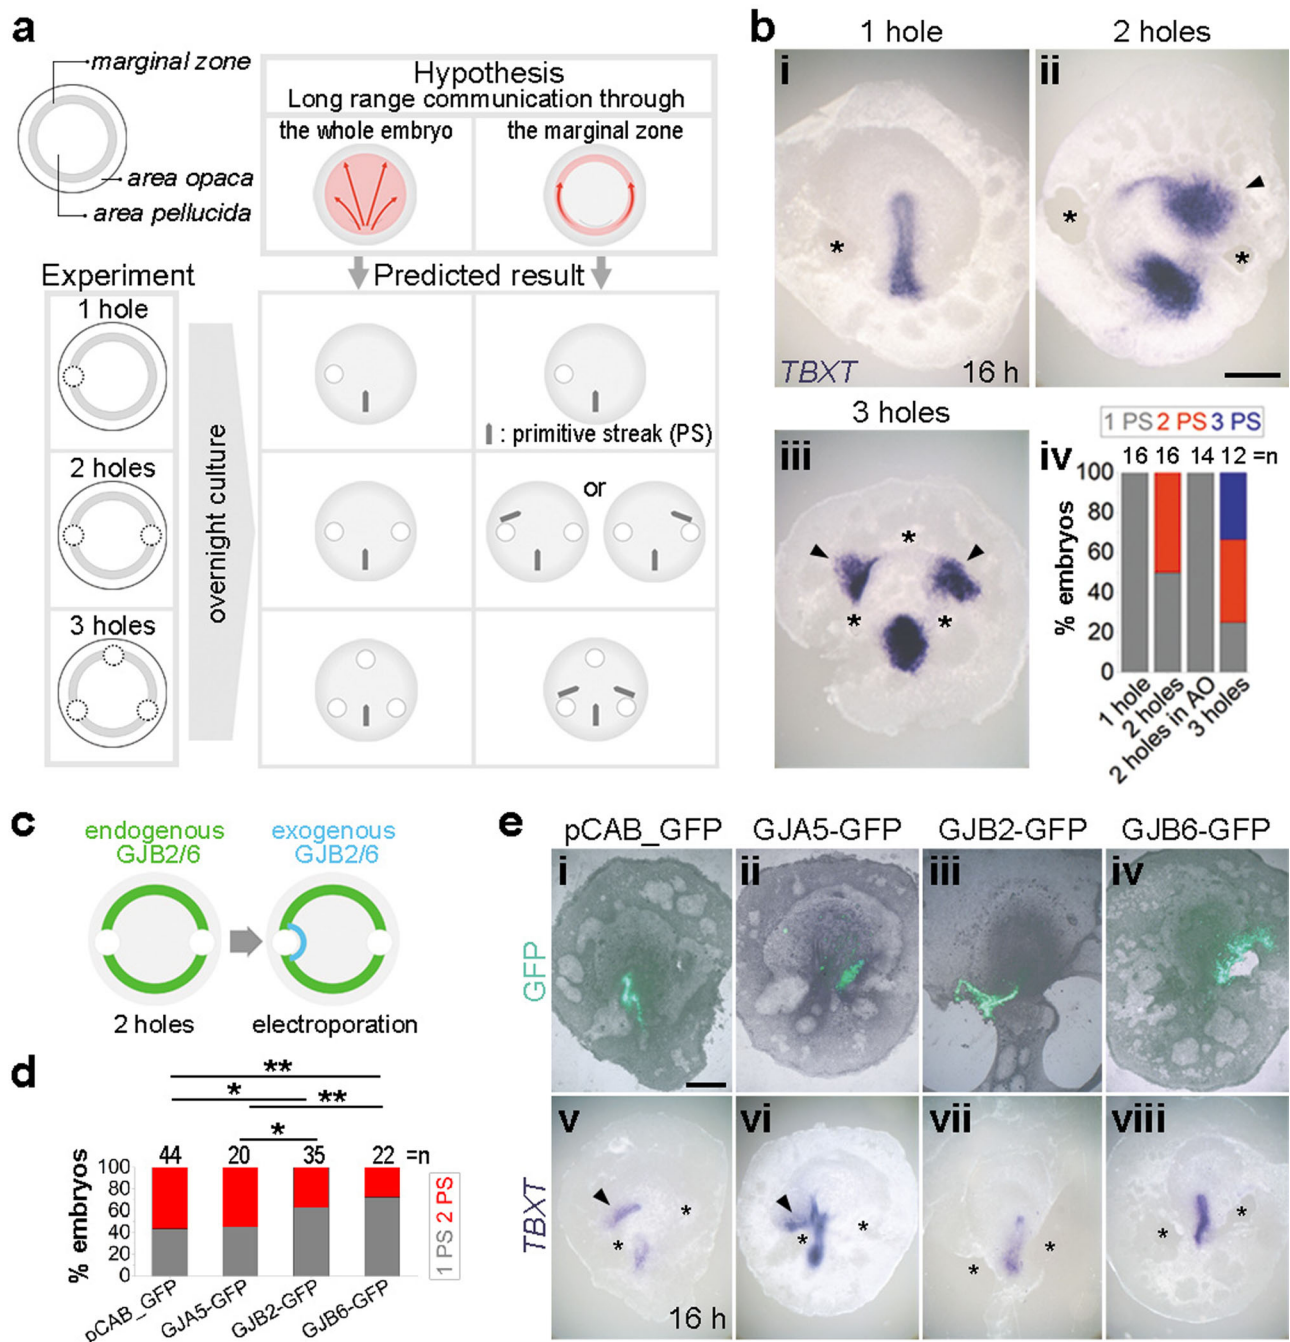 a
marginal zone
area opaca
area pellucida
Hypothesis
Long range communication through
the whole embryo
the marginal zone
Experiment
Predicted result
1 hole
2 holes
3 holes
overnight culture
: primitive streak (PS)
or
b
1 hole
2 holes
i
ii
*
*
*
TBXT
16 h
3 holes
iii
*
*
*
iv
1 PS 2 PS 3 PS
16 16 14 12 =n
% embryos
100
80
60
40
20
0
1 hole
2 holes
2 holes in AO
3 holes
c
endogenous
GJB2/6
exogenous
GJB2/6
2 holes
electroporation
d
**
*
**
*
44 20 35 22 =n
% embryos
100
80
60
40
20
0
1 PS 2 PS
pCAB_GFP
GJA5-GFP
GJB2-GFP
GJB6-GFP
e
pCAB_GFP
GJA5-GFP
GJB2-GFP
GJB6-GFP
GFP
i
ii
iii
iv
TBXT
v
vi
vii
viii
*
*
*
*
*
*
*
*
16 h